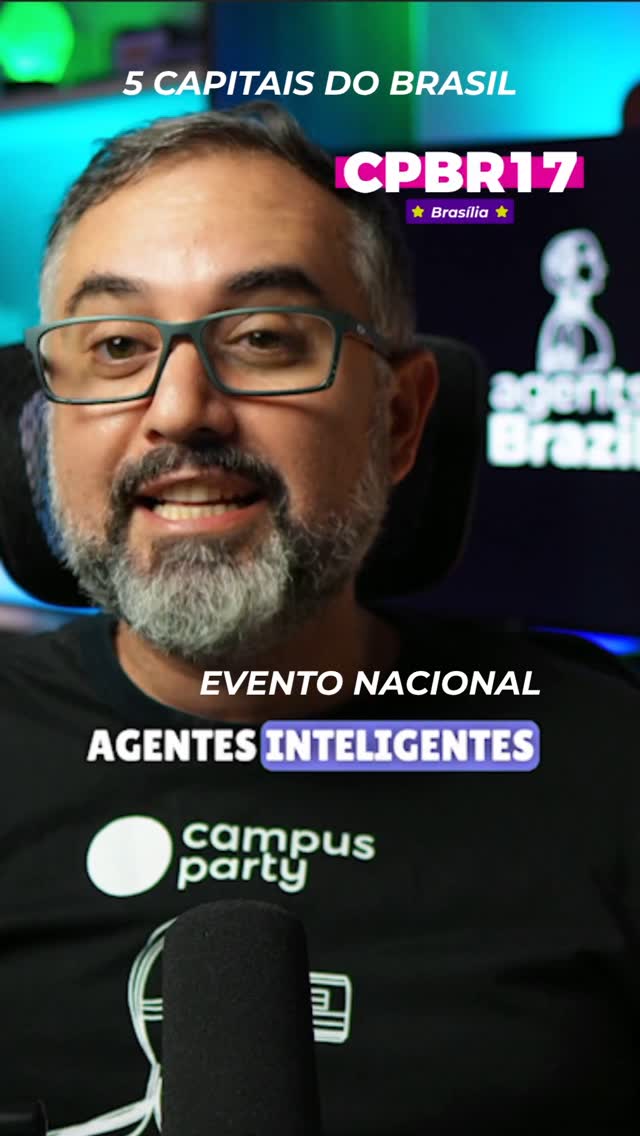 5 CAPITAIS DO BRASIL
CPBR17
Brasília
agents
Brazil
EVENTO NACIONAL
AGENTES INTELIGENTES
campus
party